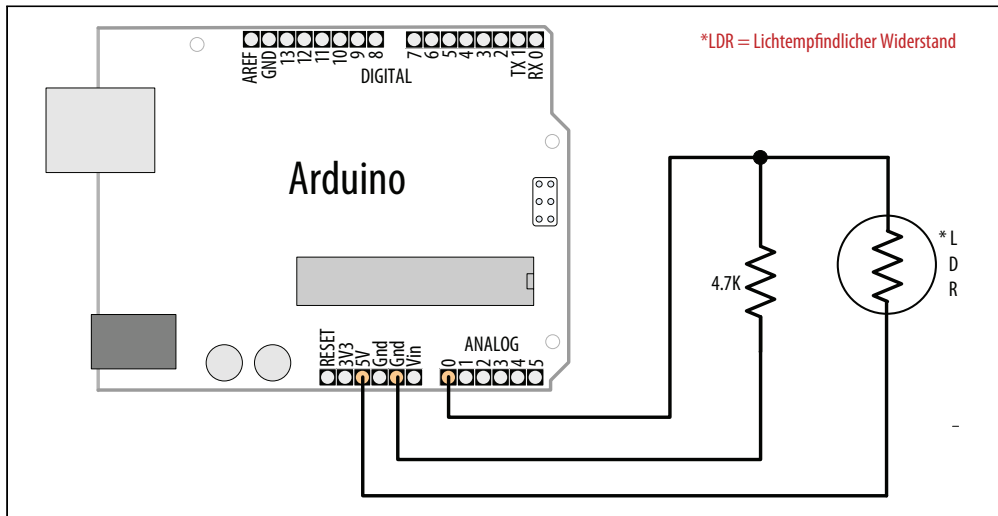 *LDR = Lichtempfindlicher Widerstand
AREF
GND
13
12
11
10
9
8
7
6
5
4
3
2
TX 1
RX 0
DIGITAL
Arduino
4.7K
* L
D
R
RESET
3V3
5V
Gnd
Gnd
Vin
ANALOG
0
1
2
3
4
5